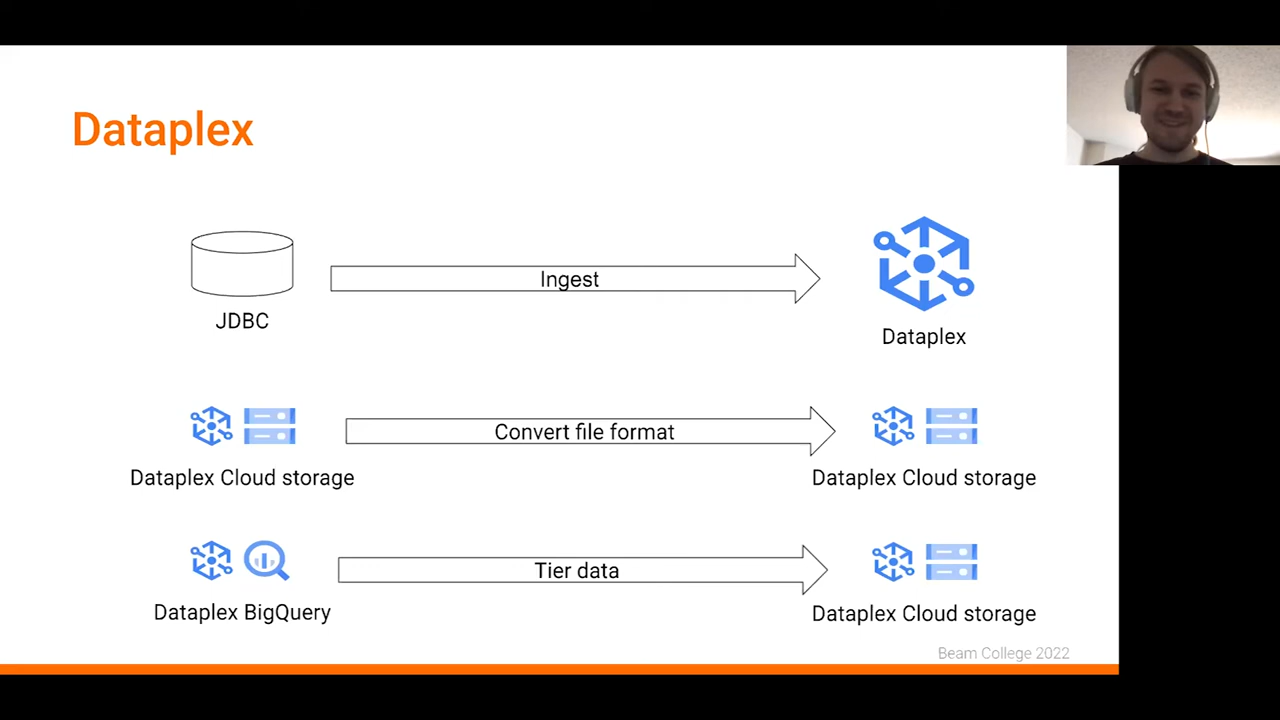 Dataplex
Ingest
JDBC
Dataplex
Convert file format
Dataplex Cloud storage
Dataplex Cloud storage
Tier data
Dataplex BigQuery
Dataplex Cloud storage
Beam College 2022